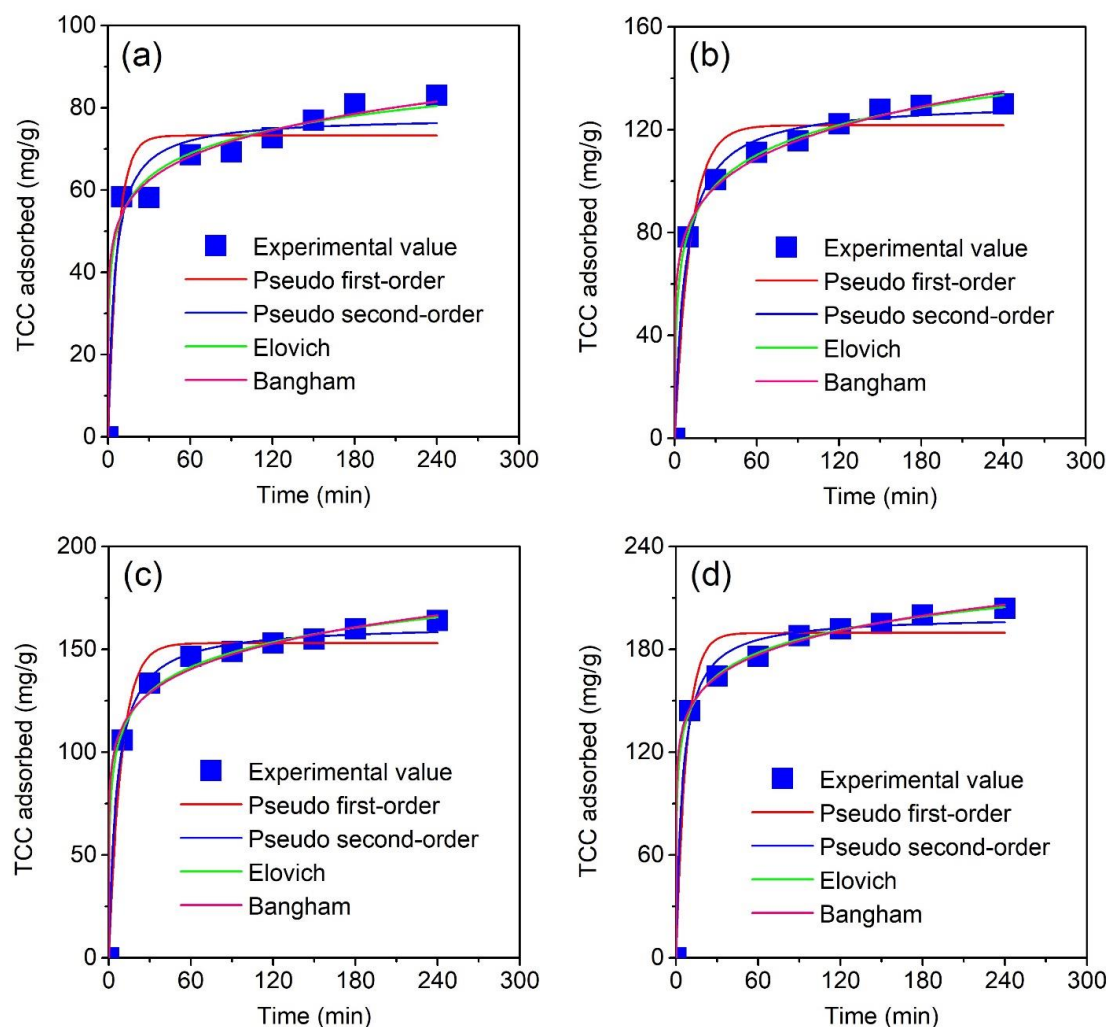 (a)
TCC adsorbed (mg/g)
100
80
60
40
20
0
Experimental value
Pseudo first-order
Pseudo second-order
Elovich
Bangham
0 60 120 180 240 300
Time (min)
(b)
TCC adsorbed (mg/g)
160
120
80
40
0
Experimental value
Pseudo first-order
Pseudo second-order
Elovich
Bangham
0 60 120 180 240 300
Time (min)
(c)
TCC adsorbed (mg/g)
200
150
100
50
0
Experimental value
Pseudo first-order
Pseudo second-order
Elovich
Bangham
0 60 120 180 240 300
Time (min)
(d)
TCC adsorbed (mg/g)
240
180
120
60
0
Experimental value
Pseudo first-order
Pseudo second-order
Elovich
Bangham
0 60 120 180 240 300
Time (min)